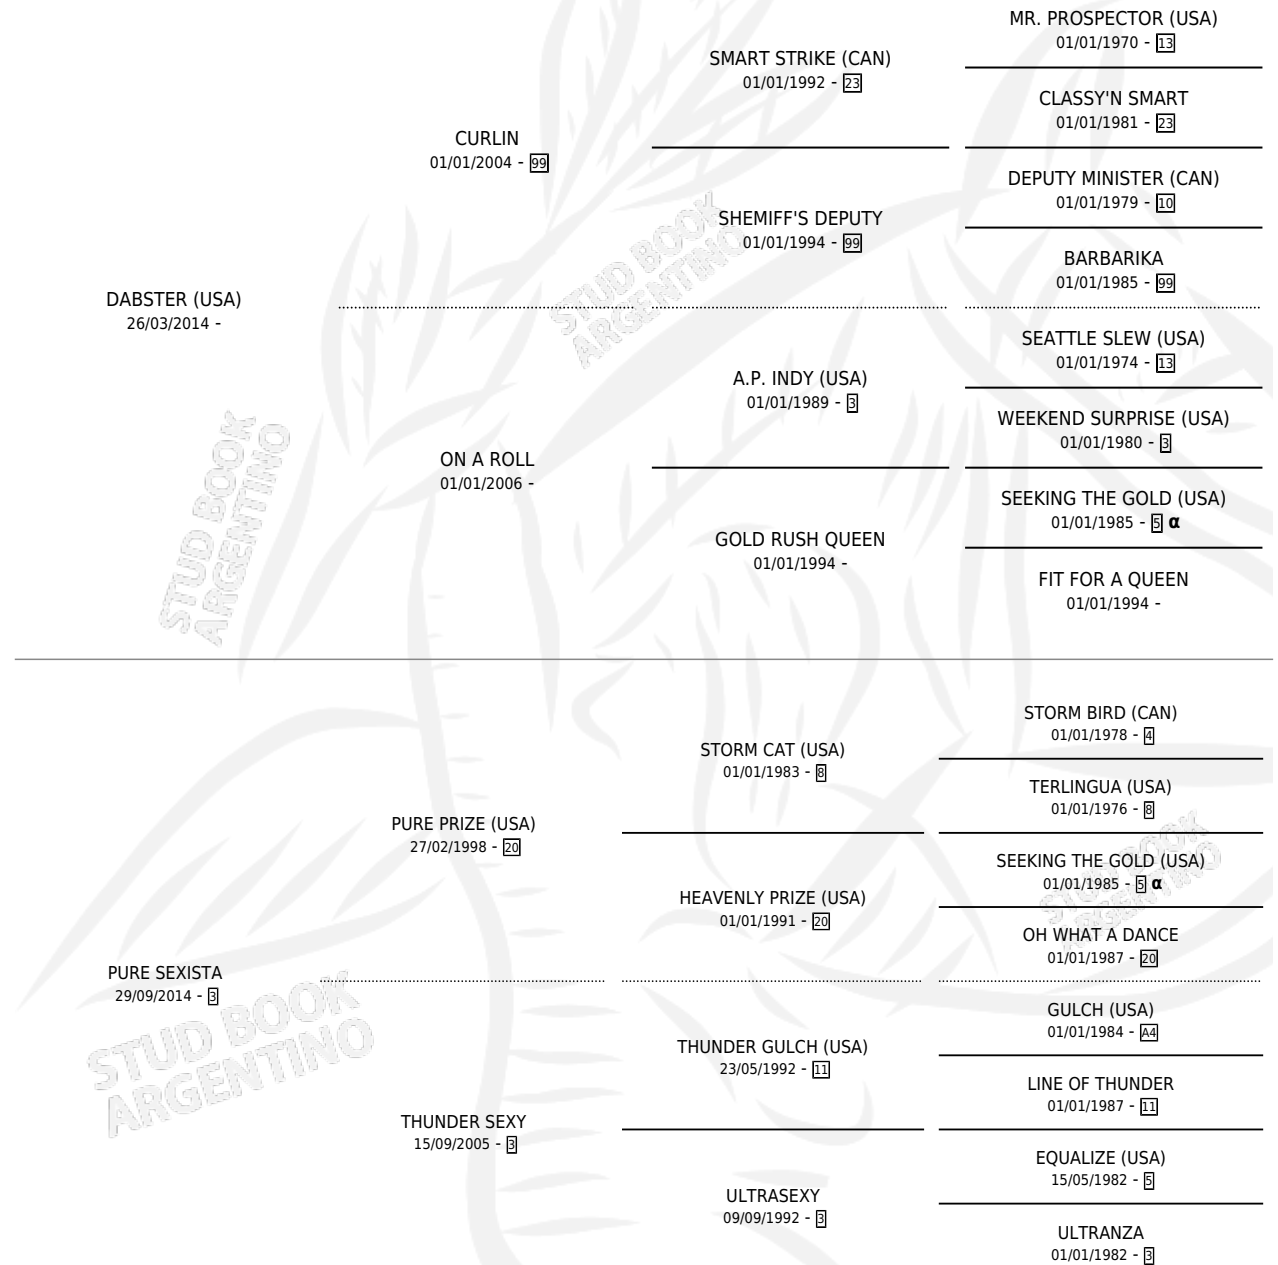 MR. PROSPECTOR (USA)
01/01/1970 - 13
SMART STRIKE (CAN)
01/01/1992 - 23
CLASSY'N SMART
01/01/1981 - 23
CURLIN
01/01/2004 - 99
DEPUTY MINISTER (CAN)
01/01/1979 - 10
SHEMIFF'S DEPUTY
01/01/1994 - 99
BARBARIKA
01/01/1985 - 99
STUD BOOK
ARGENTINO
DABSTER (USA)
26/03/2014 -
SEATTLE SLEW (USA)
01/01/1974 - 13
A.P. INDY (USA)
01/01/1989 - 3
WEEKEND SURPRISE (USA)
01/01/1980 - 3
ON A ROLL
01/01/2006 -
SEEKING THE GOLD (USA)
01/01/1985 - 5 α
GOLD RUSH QUEEN
01/01/1994 -
FIT FOR A QUEEN
01/01/1994 -
STUD BOOK
ARGENTINO
STORM BIRD (CAN)
01/01/1978 - 4
STORM CAT (USA)
01/01/1983 - 8
TERLINGUA (USA)
01/01/1976 - 8
PURE PRIZE (USA)
27/02/1998 - 20
SEEKING THE GOLD (USA)
01/01/1985 - 5 α
HEAVENLY PRIZE (USA)
01/01/1991 - 20
OH WHAT A DANCE
01/01/1987 - 20
STUD BOOK
ARGENTINO
PURE SEXISTA
29/09/2014 - 3
GULCH (USA)
01/01/1984 - A4
THUNDER GULCH (USA)
23/05/1992 - 11
LINE OF THUNDER
01/01/1987 - 11
THUNDER SEXY
15/09/2005 - 3
EQUALIZE (USA)
15/05/1982 - 5
ULTRASEXY
09/09/1992 - 3
ULTRANZA
01/01/1982 - 3
STUD BOOK
ARGENTINO